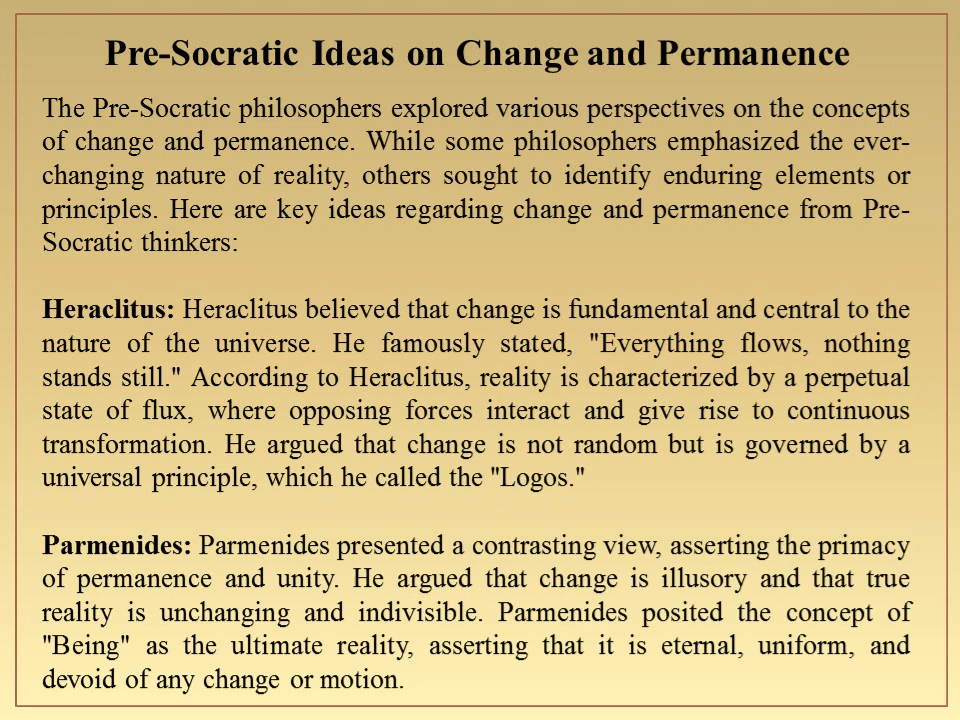 Pre-Socratic Ideas on Change and Permanence
The Pre-Socratic philosophers explored various perspectives on the concepts
of change and permanence. While some philosophers emphasized the ever-
changing nature of reality, others sought to identify enduring elements or
principles. Here are key ideas regarding change and permanence from Pre-
Socratic thinkers:
Heraclitus: Heraclitus believed that change is fundamental and central to the
nature of the universe. He famously stated, "Everything flows, nothing
stands still." According to Heraclitus, reality is characterized by a perpetual
state of flux, where opposing forces interact and give rise to continuous
transformation. He argued that change is not random but is governed by a
universal principle, which he called the "Logos."
Parmenides: Parmenides presented a contrasting view, asserting the primacy
of permanence and unity. He argued that change is illusory and that true
reality is unchanging and indivisible. Parmenides posited the concept of
"Being" as the ultimate reality, asserting that it is eternal, uniform, and
devoid of any change or motion.